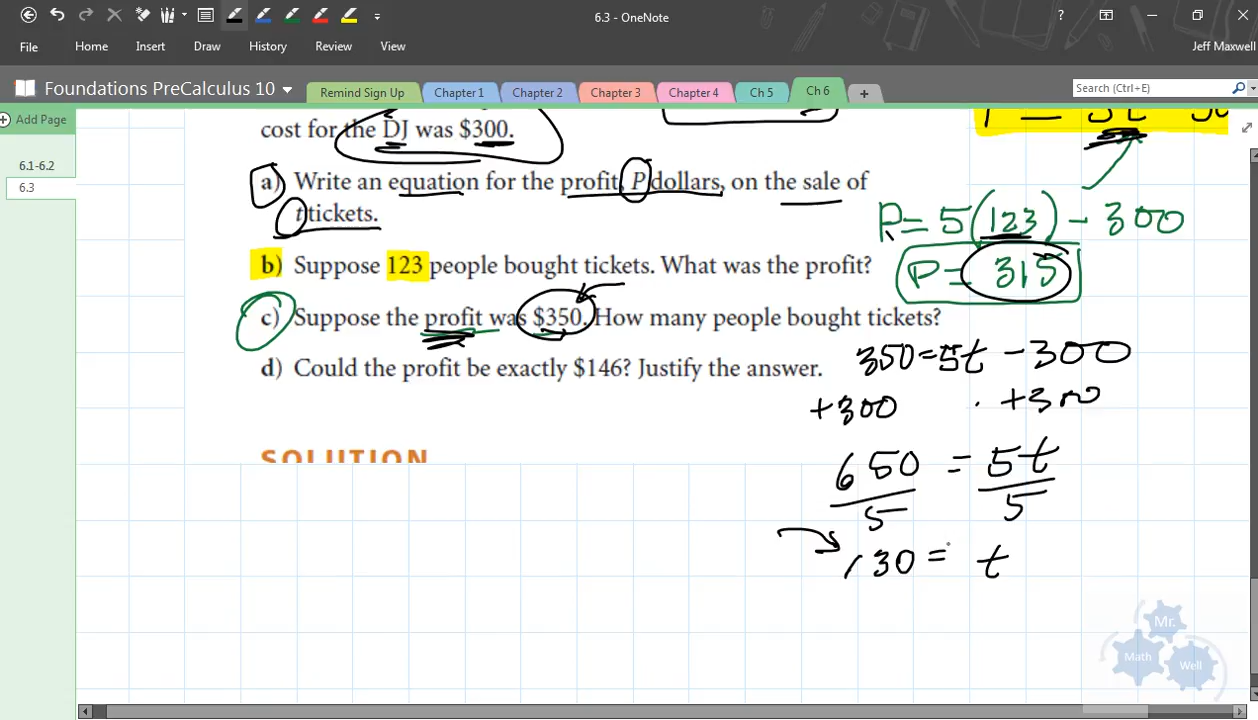 6.3 - OneNote
?
File
Home
Insert
Draw
History
Review
View
Jeff Maxwell
Foundations PreCalculus 10
Remind Sign Up
Chapter 1
Chapter 2
Chapter 3
Chapter 4
Ch 5
Ch 6
+
Search (Ctrl+E)
Add Page
6.1-6.2
6.3
cost for the DJ was $300.
a) Write an equation for the profit, P dollars, on the sale of
t tickets.
P = 5(123) - 300
b) Suppose 123 people bought tickets. What was the profit?
P = 315
c) Suppose the profit was $350. How many people bought tickets?
350 = 5t - 300
d) Could the profit be exactly $146? Justify the answer.
+300 +300
SOLUTION
650 = 5t
5 5
130 = t
Mr.
Math
Well